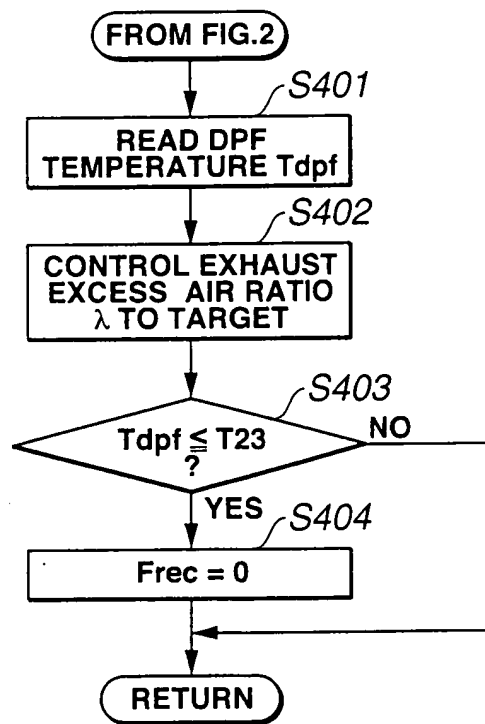 FROM FIG.2
S401
READ DPF
TEMPERATURE Tdpf
S402
CONTROL EXHAUST
EXCESS AIR RATIO
λ TO TARGET
S403
Tdpf ≦ T23
?
NO
YES
S404
Frec = 0
RETURN